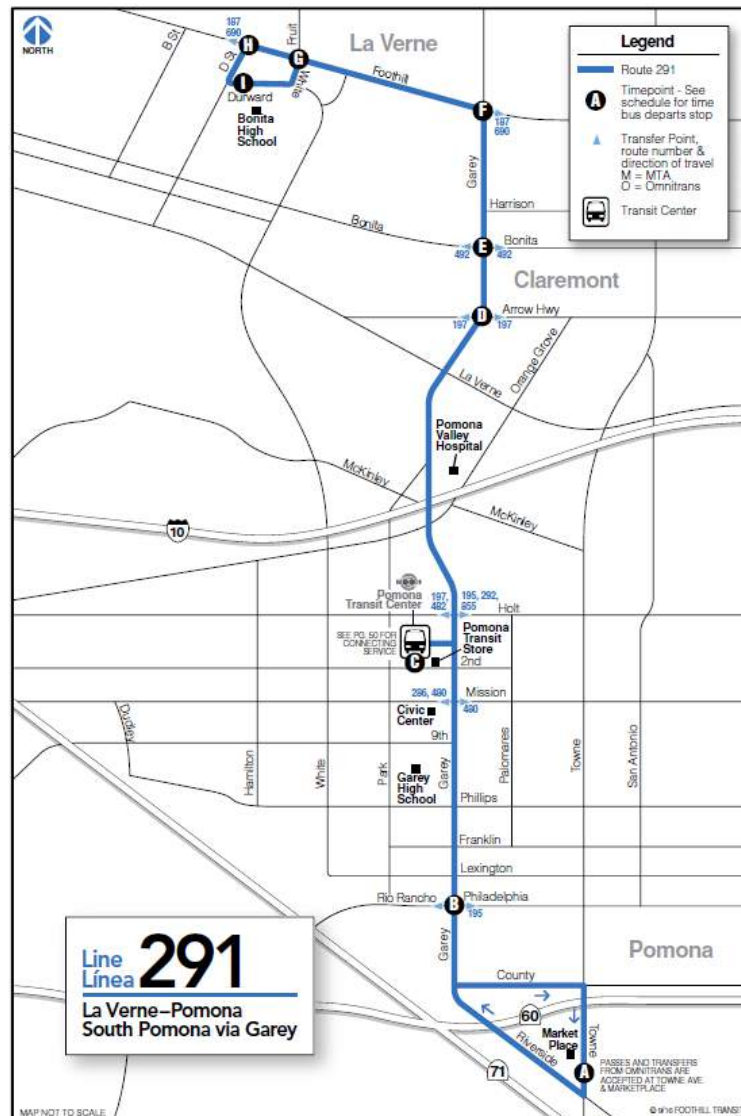 NORTH
B St
187
690
Fruit
La Verne
H
G
D St
I
White
Foothill
Durward
Bonita
High
School
F
187
690
Garey
Legend
Route 291
A
Timepoint - See
schedule for time
bus departs stop
Transfer Point,
route number &
direction of travel
M = MTA
O = Omnitrans
Transit Center
Harrison
Bonita
E
Bonita
492
492
Claremont
D
Arrow Hwy
197
197
Orange Grove
La Verne
Pomona
Valley
Hospital
McKinley
McKinley
10
Pomona
Transit Center
197,
482
195, 292,
855
Holt
SEE PG. 50 FOR
CONNECTING
SERVICE
C
Pomona
Transit
Store
2nd
286, 480
Mission
480
Civic
Center
9th
Dudley
Hamilton
White
Park
Garey
Palomares
Towne
San Antonio
Garey
High
School
Phillips
Franklin
Lexington
Rio Rancho
B
Philadelphia
195
Garey
Pomona
County
60
Line
Línea
291
La Verne–Pomona
South Pomona via Garey
Riverside
Market
Place
Towne
A
71
PASSES AND TRANSFERS
FROM OMNITRANS ARE
ACCEPTED AT TOWNE AVE.
& MARKETPLACE
MAP NOT TO SCALE
FOOTHILL TRANSIT